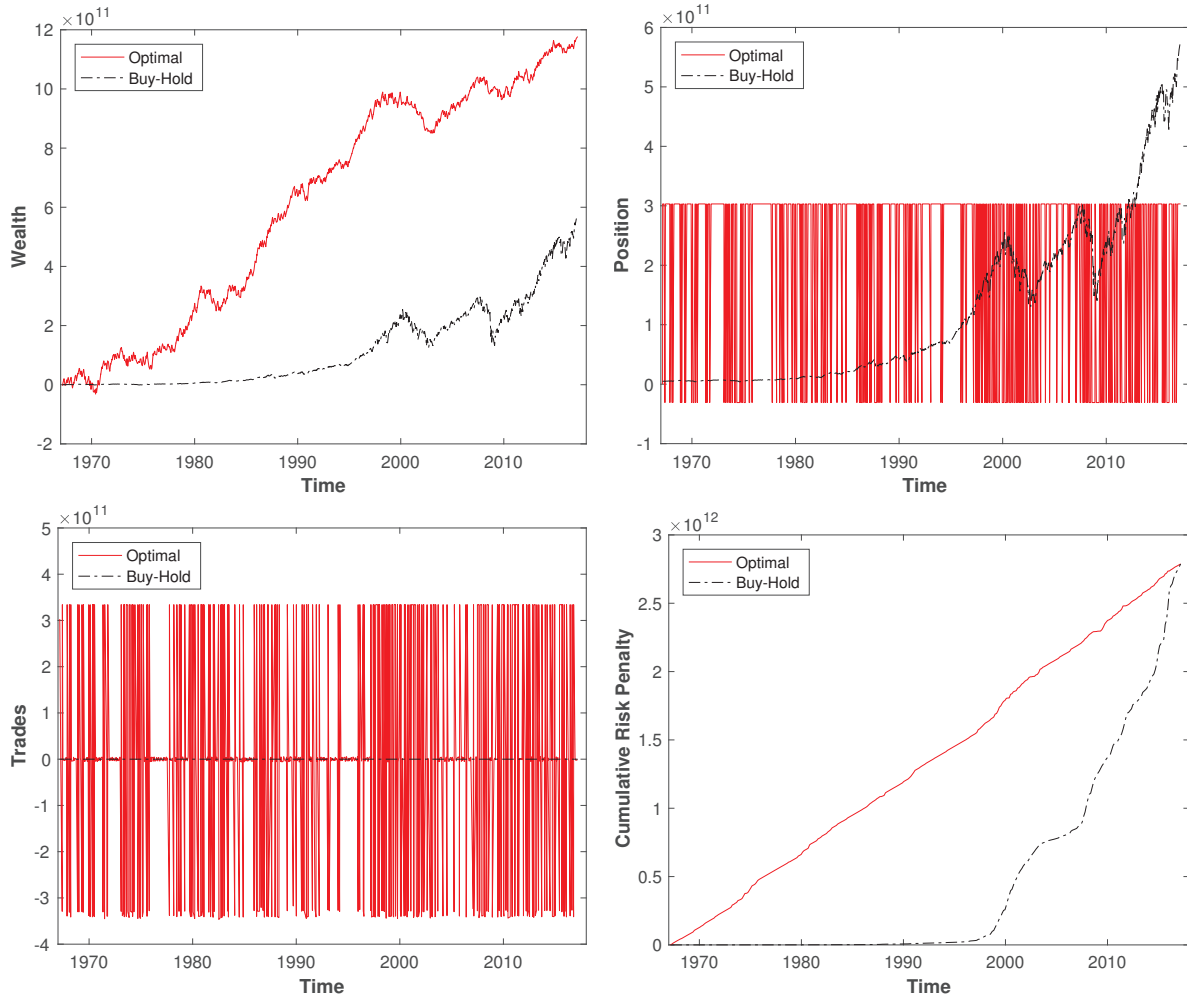 ×10^11
12
10
8
6
4
2
0
-2
Wealth
Optimal
Buy-Hold
1970 1980 1990 2000 2010
Time
×10^11
6
5
4
3
2
1
0
-1
Position
Optimal
Buy-Hold
1970 1980 1990 2000 2010
Time
×10^11
5
4
3
2
1
0
-1
-2
-3
-4
Trades
Optimal
Buy-Hold
1970 1980 1990 2000 2010
Time
×10^12
3
2.5
2
1.5
1
0.5
0
Cumulative Risk Penalty
Optimal
Buy-Hold
1970 1980 1990 2000 2010
Time